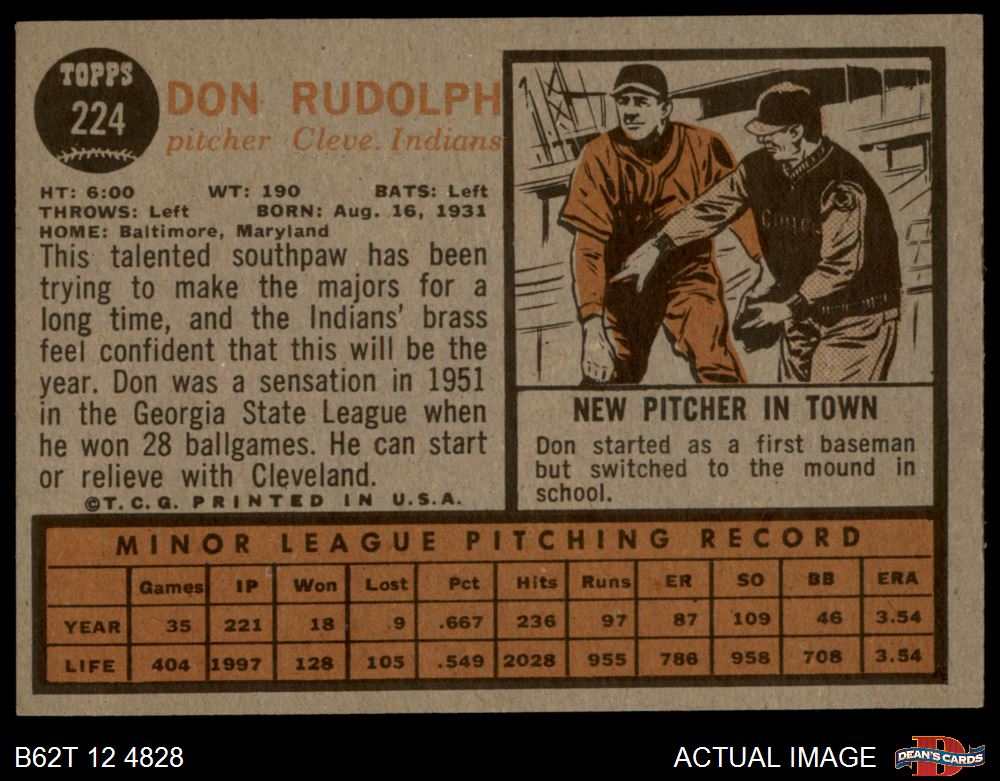 TOPPS
224
DON RUDOLPH
pitcher Cleve. Indians
HT: 6:00 WT: 190 BATS: Left
THROWS: Left BORN: Aug. 16, 1931
HOME: Baltimore, Maryland
This talented southpaw has been
trying to make the majors for a
long time, and the Indians' brass
feel confident that this will be the
year. Don was a sensation in 1951
in the Georgia State League when
he won 28 ballgames. He can start
or relieve with Cleveland.
©T.C.G. PRINTED IN U.S.A.
NEW PITCHER IN TOWN
Don started as a first baseman
but switched to the mound in
school.
MINOR LEAGUE PITCHING RECORD
Games IP Won Lost Pct Hits Runs ER SO BB ERA
YEAR 35 221 18 9 .667 236 97 87 109 46 3.54
LIFE 404 1997 128 105 .549 2028 955 786 958 708 3.54
B62T 12 4828
ACTUAL IMAGE
D
DEAN'S CARDS